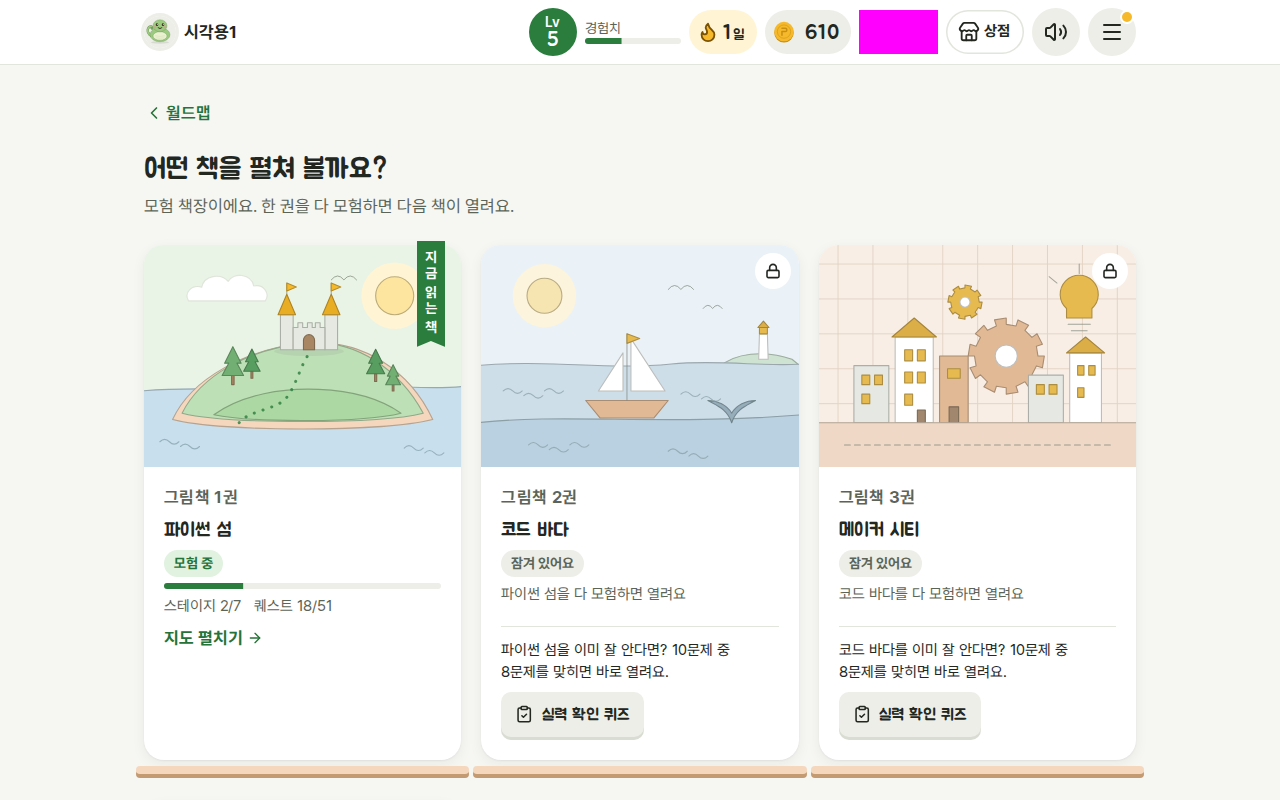 시각용1
Lv
5
경험치
1일
610
상점
월드맵
어떤 책을 펼쳐 볼까요?
모험 책장이에요. 한 권을 다 모험하면 다음 책이 열려요.
지금 읽는 책
그림책 1권
파이썬 섬
모험 중
스테이지 2/7 퀘스트 18/51
지도 펼치기
그림책 2권
코드 바다
잠겨 있어요
파이썬 섬을 다 모험하면 열려요
파이썬 섬을 이미 잘 안다면? 10문제 중
8문제를 맞히면 바로 열려요.
실력 확인 퀴즈
그림책 3권
메이커 시티
잠겨 있어요
코드 바다를 다 모험하면 열려요
코드 바다를 이미 잘 안다면? 10문제 중
8문제를 맞히면 바로 열려요.
실력 확인 퀴즈